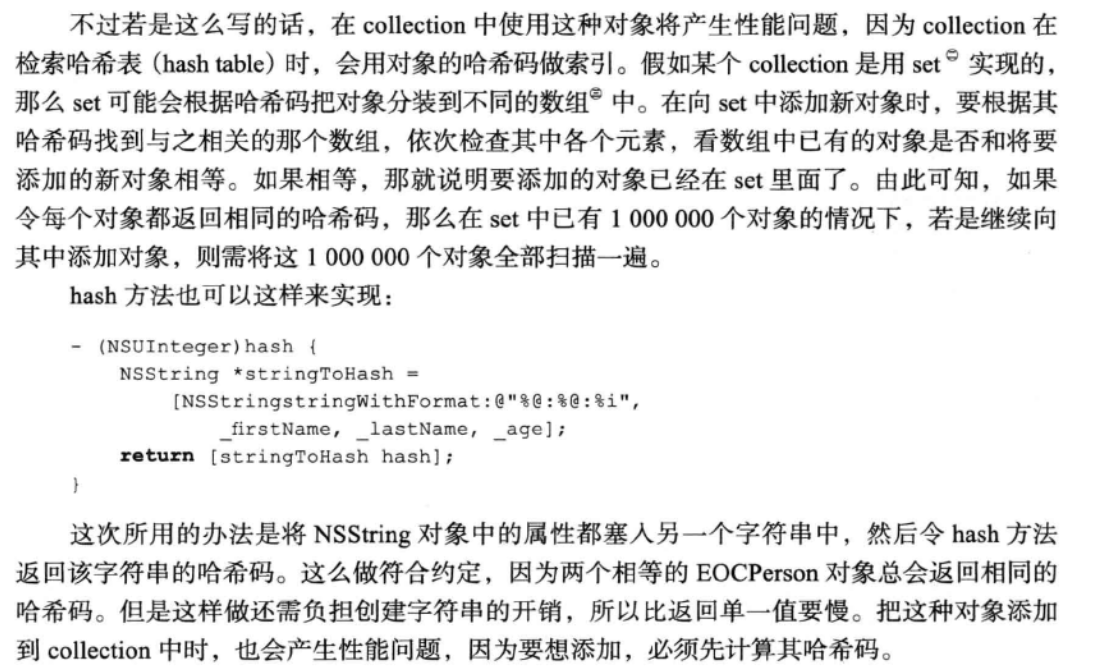 不过若是这么写的话，在 collection 中使用这种对象将产生性能问题，因为 collection 在
检索哈希表（hash table）时，会用对象的哈希码做索引。假如某个 collection 是用 set㊀ 实现的，
那么 set 可能会根据哈希码把对象分装到不同的数组㊁ 中。在向 set 中添加新对象时，要根据其
哈希码找到与之相关的那个数组，依次检查其中各个元素，看数组中已有的对象是否和将要
添加的新对象相等。如果相等，那就说明要添加的对象已经在 set 里面了。由此可知，如果
令每个对象都返回相同的哈希码，那么在 set 中已有 1 000 000 个对象的情况下，若是继续向
其中添加对象，则需将这 1 000 000 个对象全部扫描一遍。
hash 方法也可以这样来实现：
- (NSUInteger)hash {
NSString *stringToHash =
[NSStringstringWithFormat:@"%@:%@:%i",
_firstName, _lastName, _age];
return [stringToHash hash];
}
这次所用的办法是将 NSString 对象中的属性都塞入另一个字符串中，然后令 hash 方法
返回该字符串的哈希码。这么做符合约定，因为两个相等的 EOCPerson 对象总会返回相同的
哈希码。但是这样做还需负担创建字符串的开销，所以比返回单一值要慢。把这种对象添加
到 collection 中时，也会产生性能问题，因为要想添加，必须先计算其哈希码。